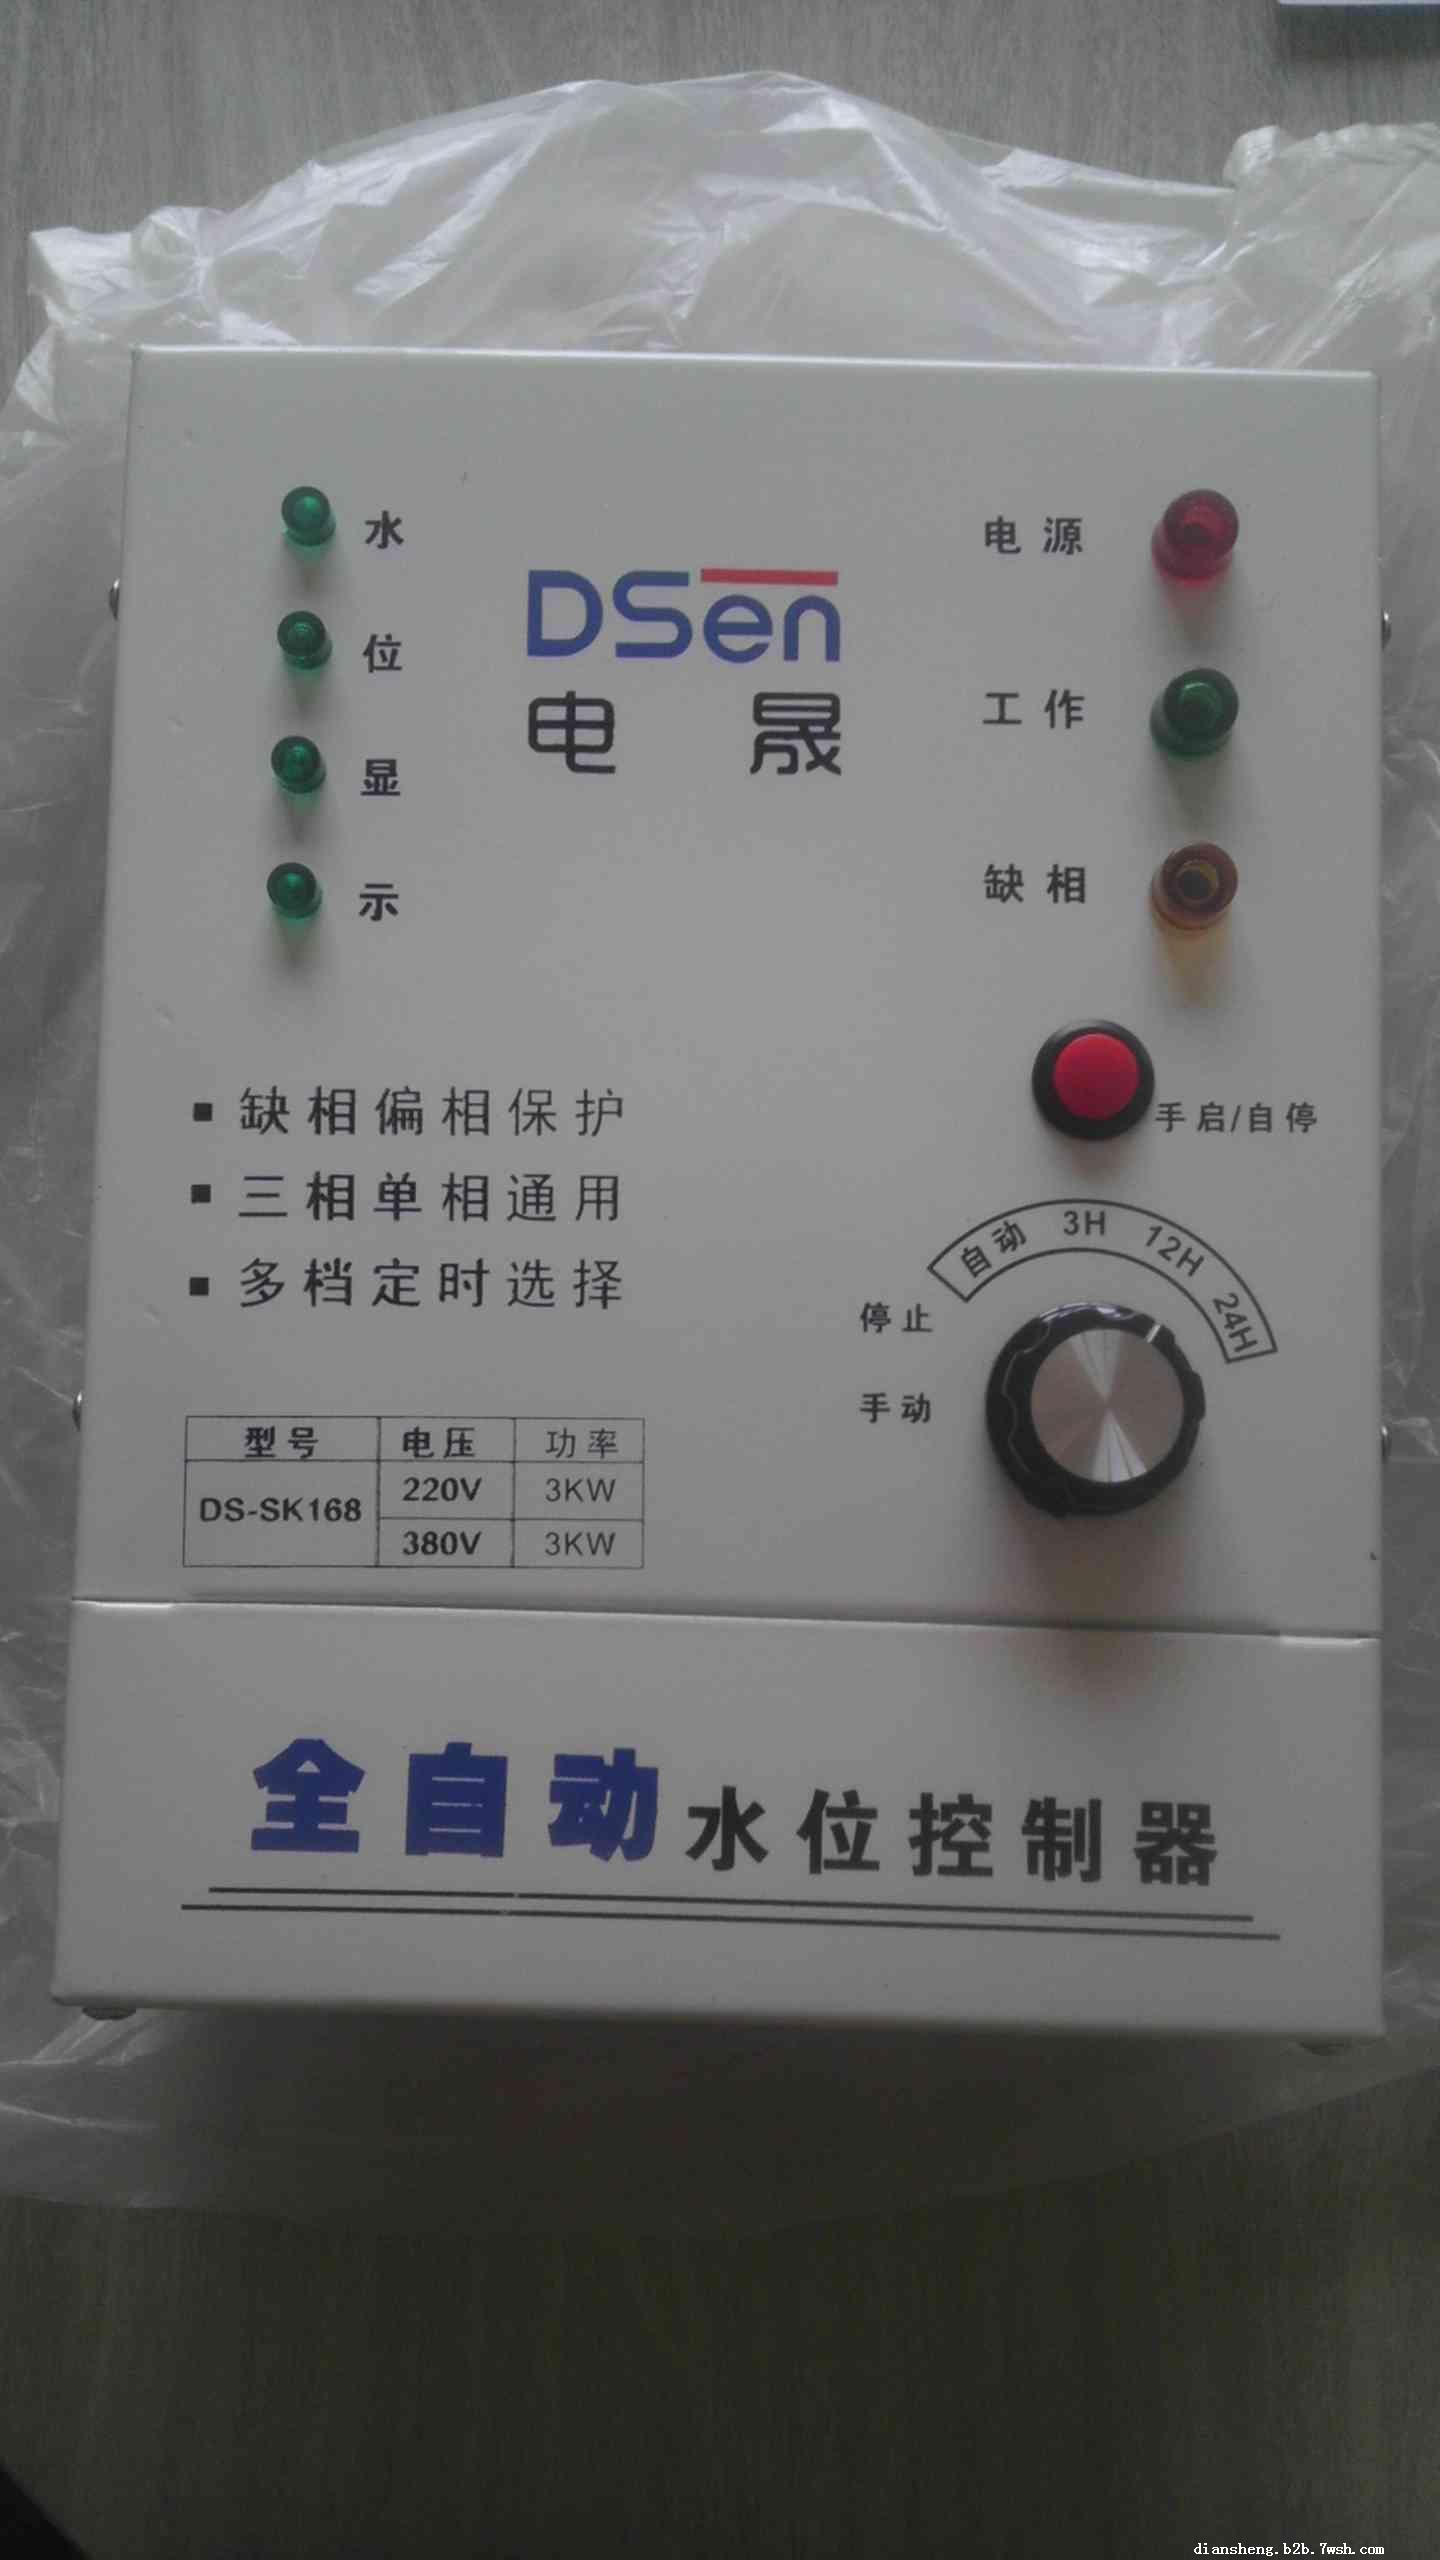 水
位
显
示
DSen
电 晟
电源
工作
缺相
手启/自停
自动 3H 12H 24H
停止
手动
▪ 缺相偏相保护
▪ 三相单相通用
▪ 多档定时选择
型号 电压 功率
DS-SK168 220V 3KW
380V 3KW
全自动水位控制器
diansheng.b2b.7wsh.com